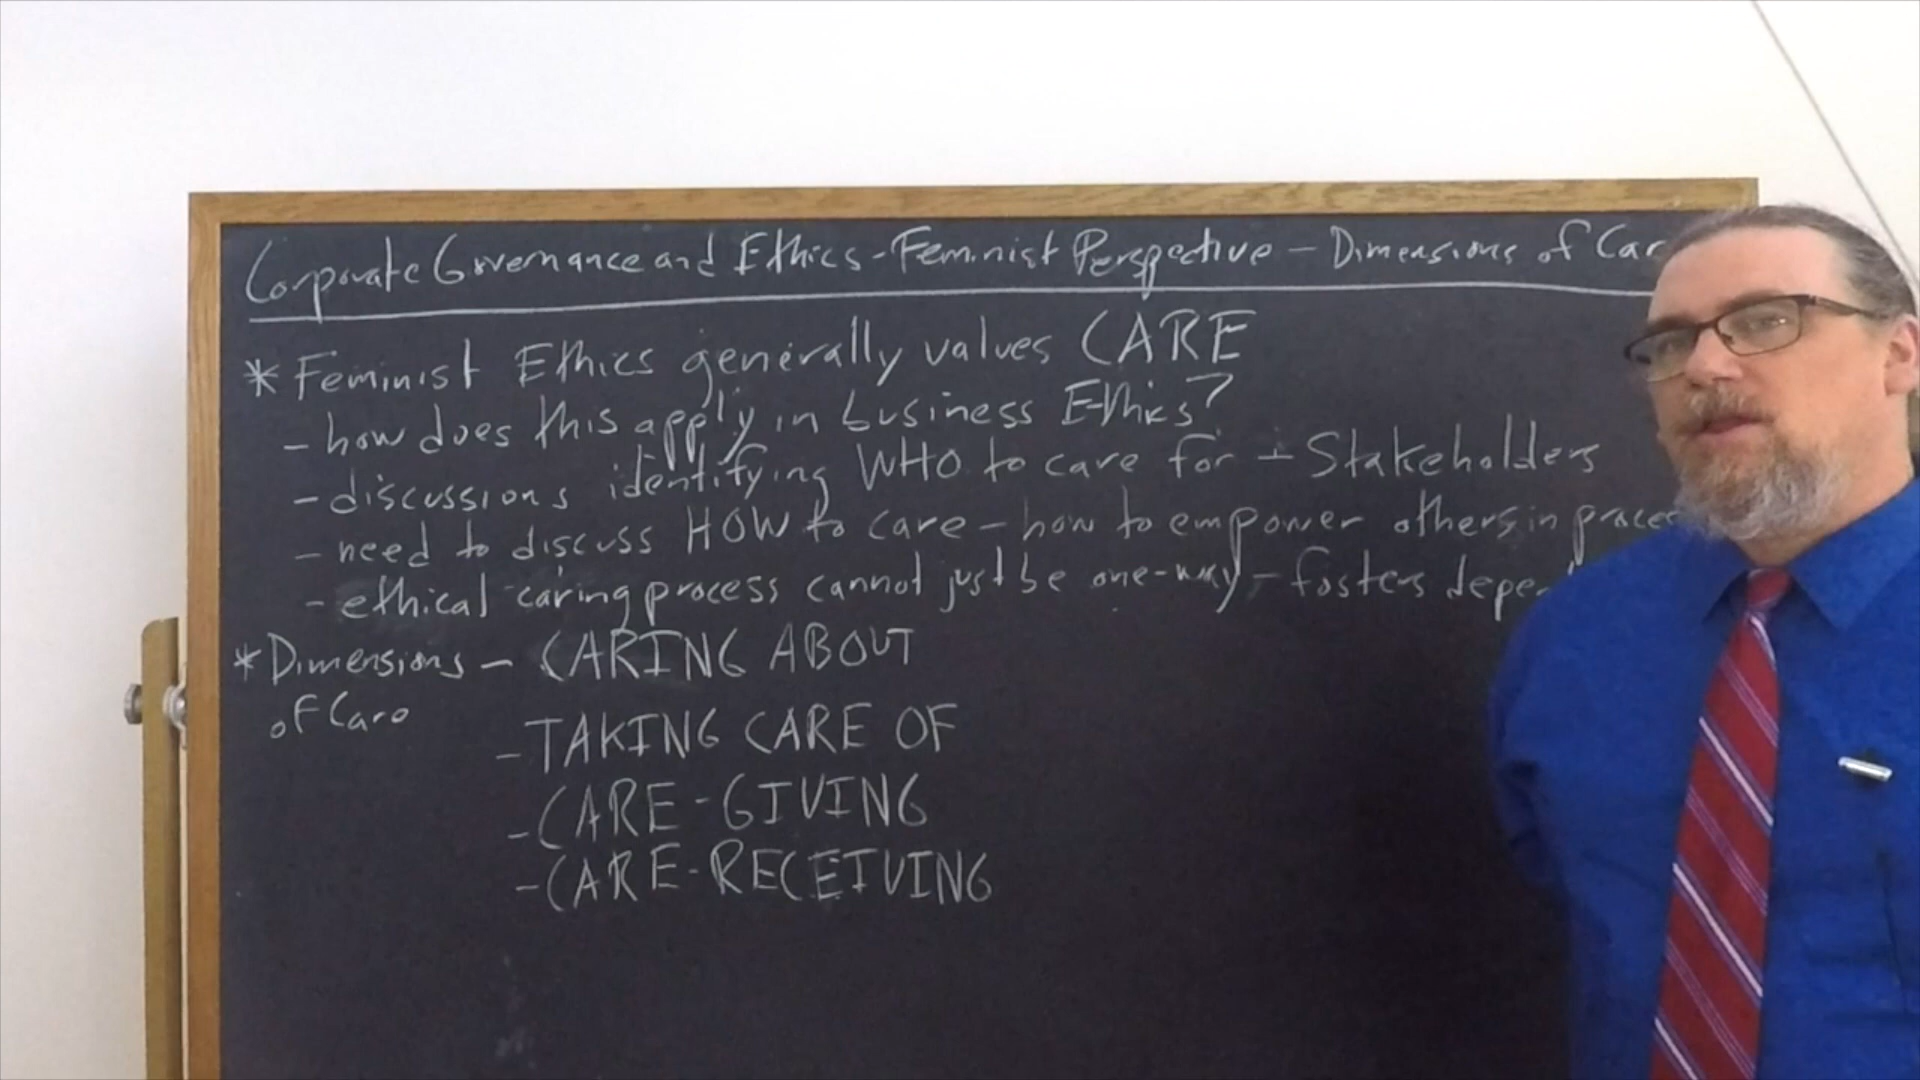 Corporate Governance and Ethics - Feminist Perspective - Dimensions of Car
* Feminist Ethics generally values CARE
- how does this apply in business Ethics?
- discussions identifying WHO to care for - Stakeholders
- need to discuss HOW to care - how to empower others in proces
- ethical caring process cannot just be one-way - fosters depen
* Dimensions of Care
- CARING ABOUT
- TAKING CARE OF
- CARE-GIVING
- CARE-RECEIVING